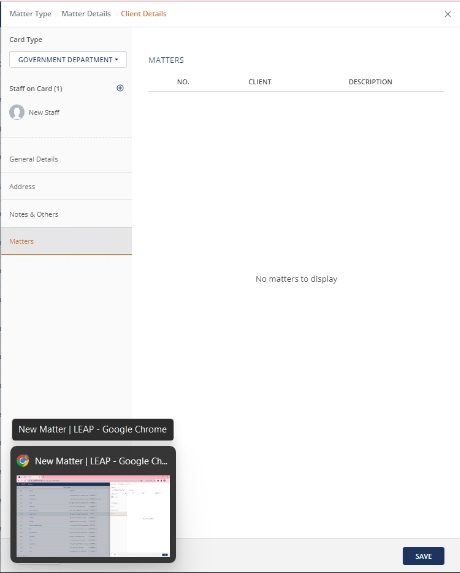 Matter Type Matter Details Client Details
Card Type
GOVERNMENT DEPARTMENT
Staff on Card (1)
New Staff
General Details
Address
Notes & Others
Matters
MATTERS
NO. CLIENT DESCRIPTION
No matters to display
New Matter | LEAP - Google Chrome
New Matter | LEAP - Google Ch...
SAVE